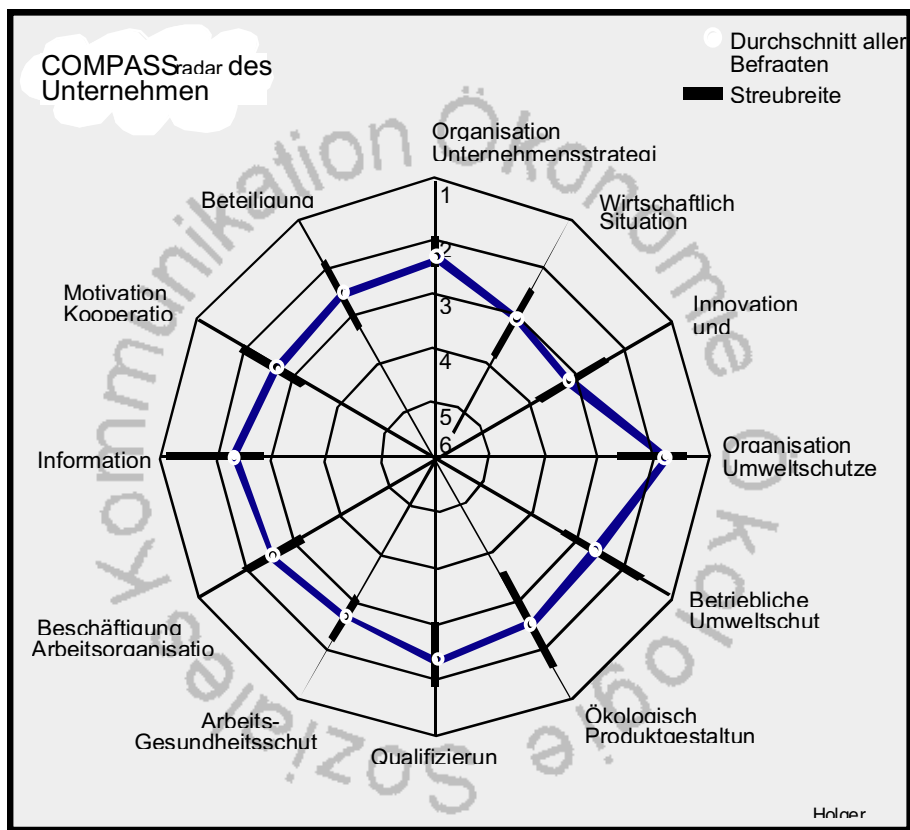 COMPASSradar des
Unternehmen
Durchschnitt aller
Befragten
Streubreite
Organisation
Unternehmensstrategi
Wirtschaftlich
Situation
Innovation
und
Organisation
Umweltschutze
Betriebliche
Umweltschut
Ökologisch
Produktgestaltun
Qualifizierun
Arbeits-
Gesundheitsschut
Beschäftigung
Arbeitsorganisatio
Information
Motivation
Kooperatio
Beteiligung
1
2
3
4
5
6
Ökonomie
Ökologie
Soziales
Kommunikation
Holger